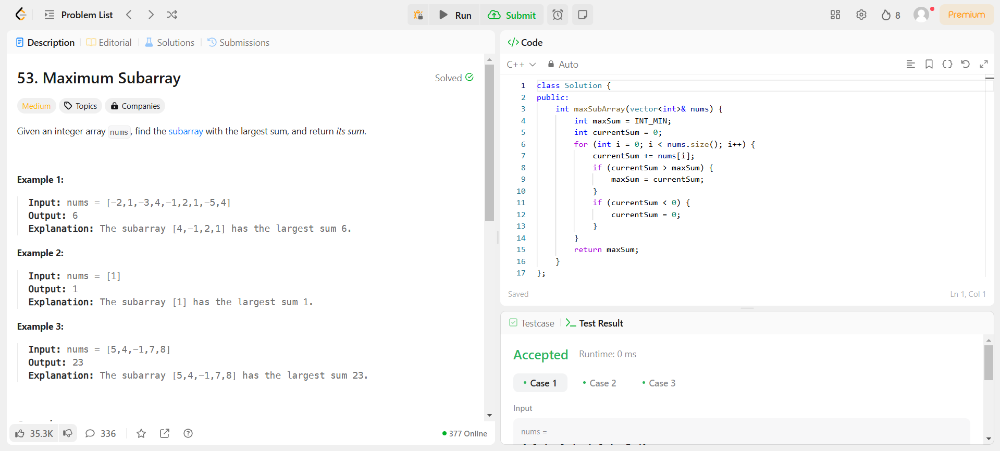 Problem List
Run
Submit
8
Premium
Description
Editorial
Solutions
Submissions
53. Maximum Subarray
Solved
Medium
Topics
Companies
Given an integer array nums, find the subarray with the largest sum, and return its sum.
Example 1:
Input: nums = [-2,1,-3,4,-1,2,1,-5,4]
Output: 6
Explanation: The subarray [4,-1,2,1] has the largest sum 6.
Example 2:
Input: nums = [1]
Output: 1
Explanation: The subarray [1] has the largest sum 1.
Example 3:
Input: nums = [5,4,-1,7,8]
Output: 23
Explanation: The subarray [5,4,-1,7,8] has the largest sum 23.
35.3K
336
377 Online
</> Code
C++
Auto
1 class Solution {
2 public:
3     int maxSubArray(vector<int>& nums) {
4         int maxSum = INT_MIN;
5         int currentSum = 0;
6         for (int i = 0; i < nums.size(); i++) {
7             currentSum += nums[i];
8             if (currentSum > maxSum) {
9                 maxSum = currentSum;
10             }
11             if (currentSum < 0) {
12                 currentSum = 0;
13             }
14         }
15         return maxSum;
16     }
17 };
Saved
Ln 1, Col 1
Testcase
>_ Test Result
Accepted
Runtime: 0 ms
• Case 1
• Case 2
• Case 3
Input
nums =